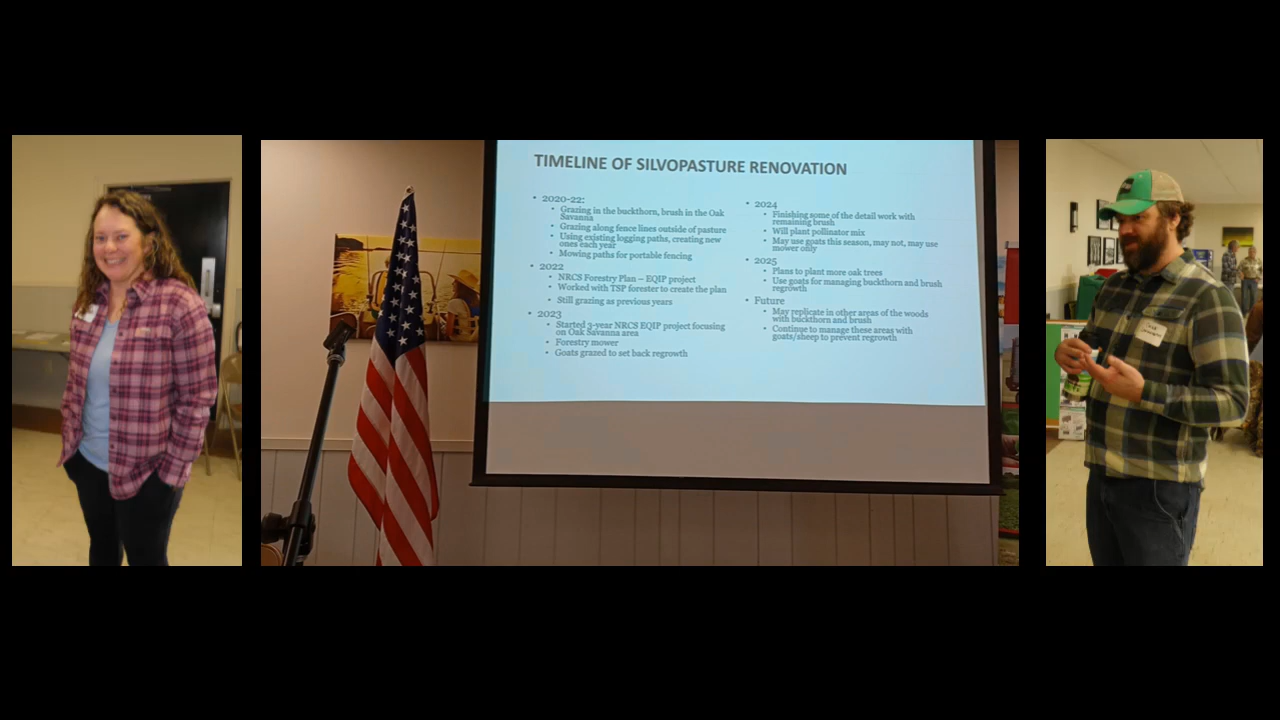 TIMELINE OF SILVOPASTURE RENOVATION
• 2020-22:
• Grazing in the buckthorn, brush in the Oak
Savanna
• Grazing along fence lines outside of pasture
• Using existing logging paths, creating new
ones each year
• Mowing paths for portable fencing
• 2022
• NRCS Forestry Plan – EQIP project
• Worked with TSP forester to create the plan
• Still grazing as previous years
• 2023
• Started 3-year NRCS EQIP project focusing
on Oak Savanna area
• Forestry mower
• Goats grazed to set back regrowth
• 2024
• Finishing some of the detail work with
remaining brush
• Will plant pollinator mix
• May use goats this season, may not, may use
mower only
• 2025
• Plans to plant more oak trees
• Use goats for managing buckthorn and brush
regrowth
• Future
• May replicate in other areas of the woods
with buckthorn and brush
• Continue to manage these areas with
goats/sheep to prevent regrowth